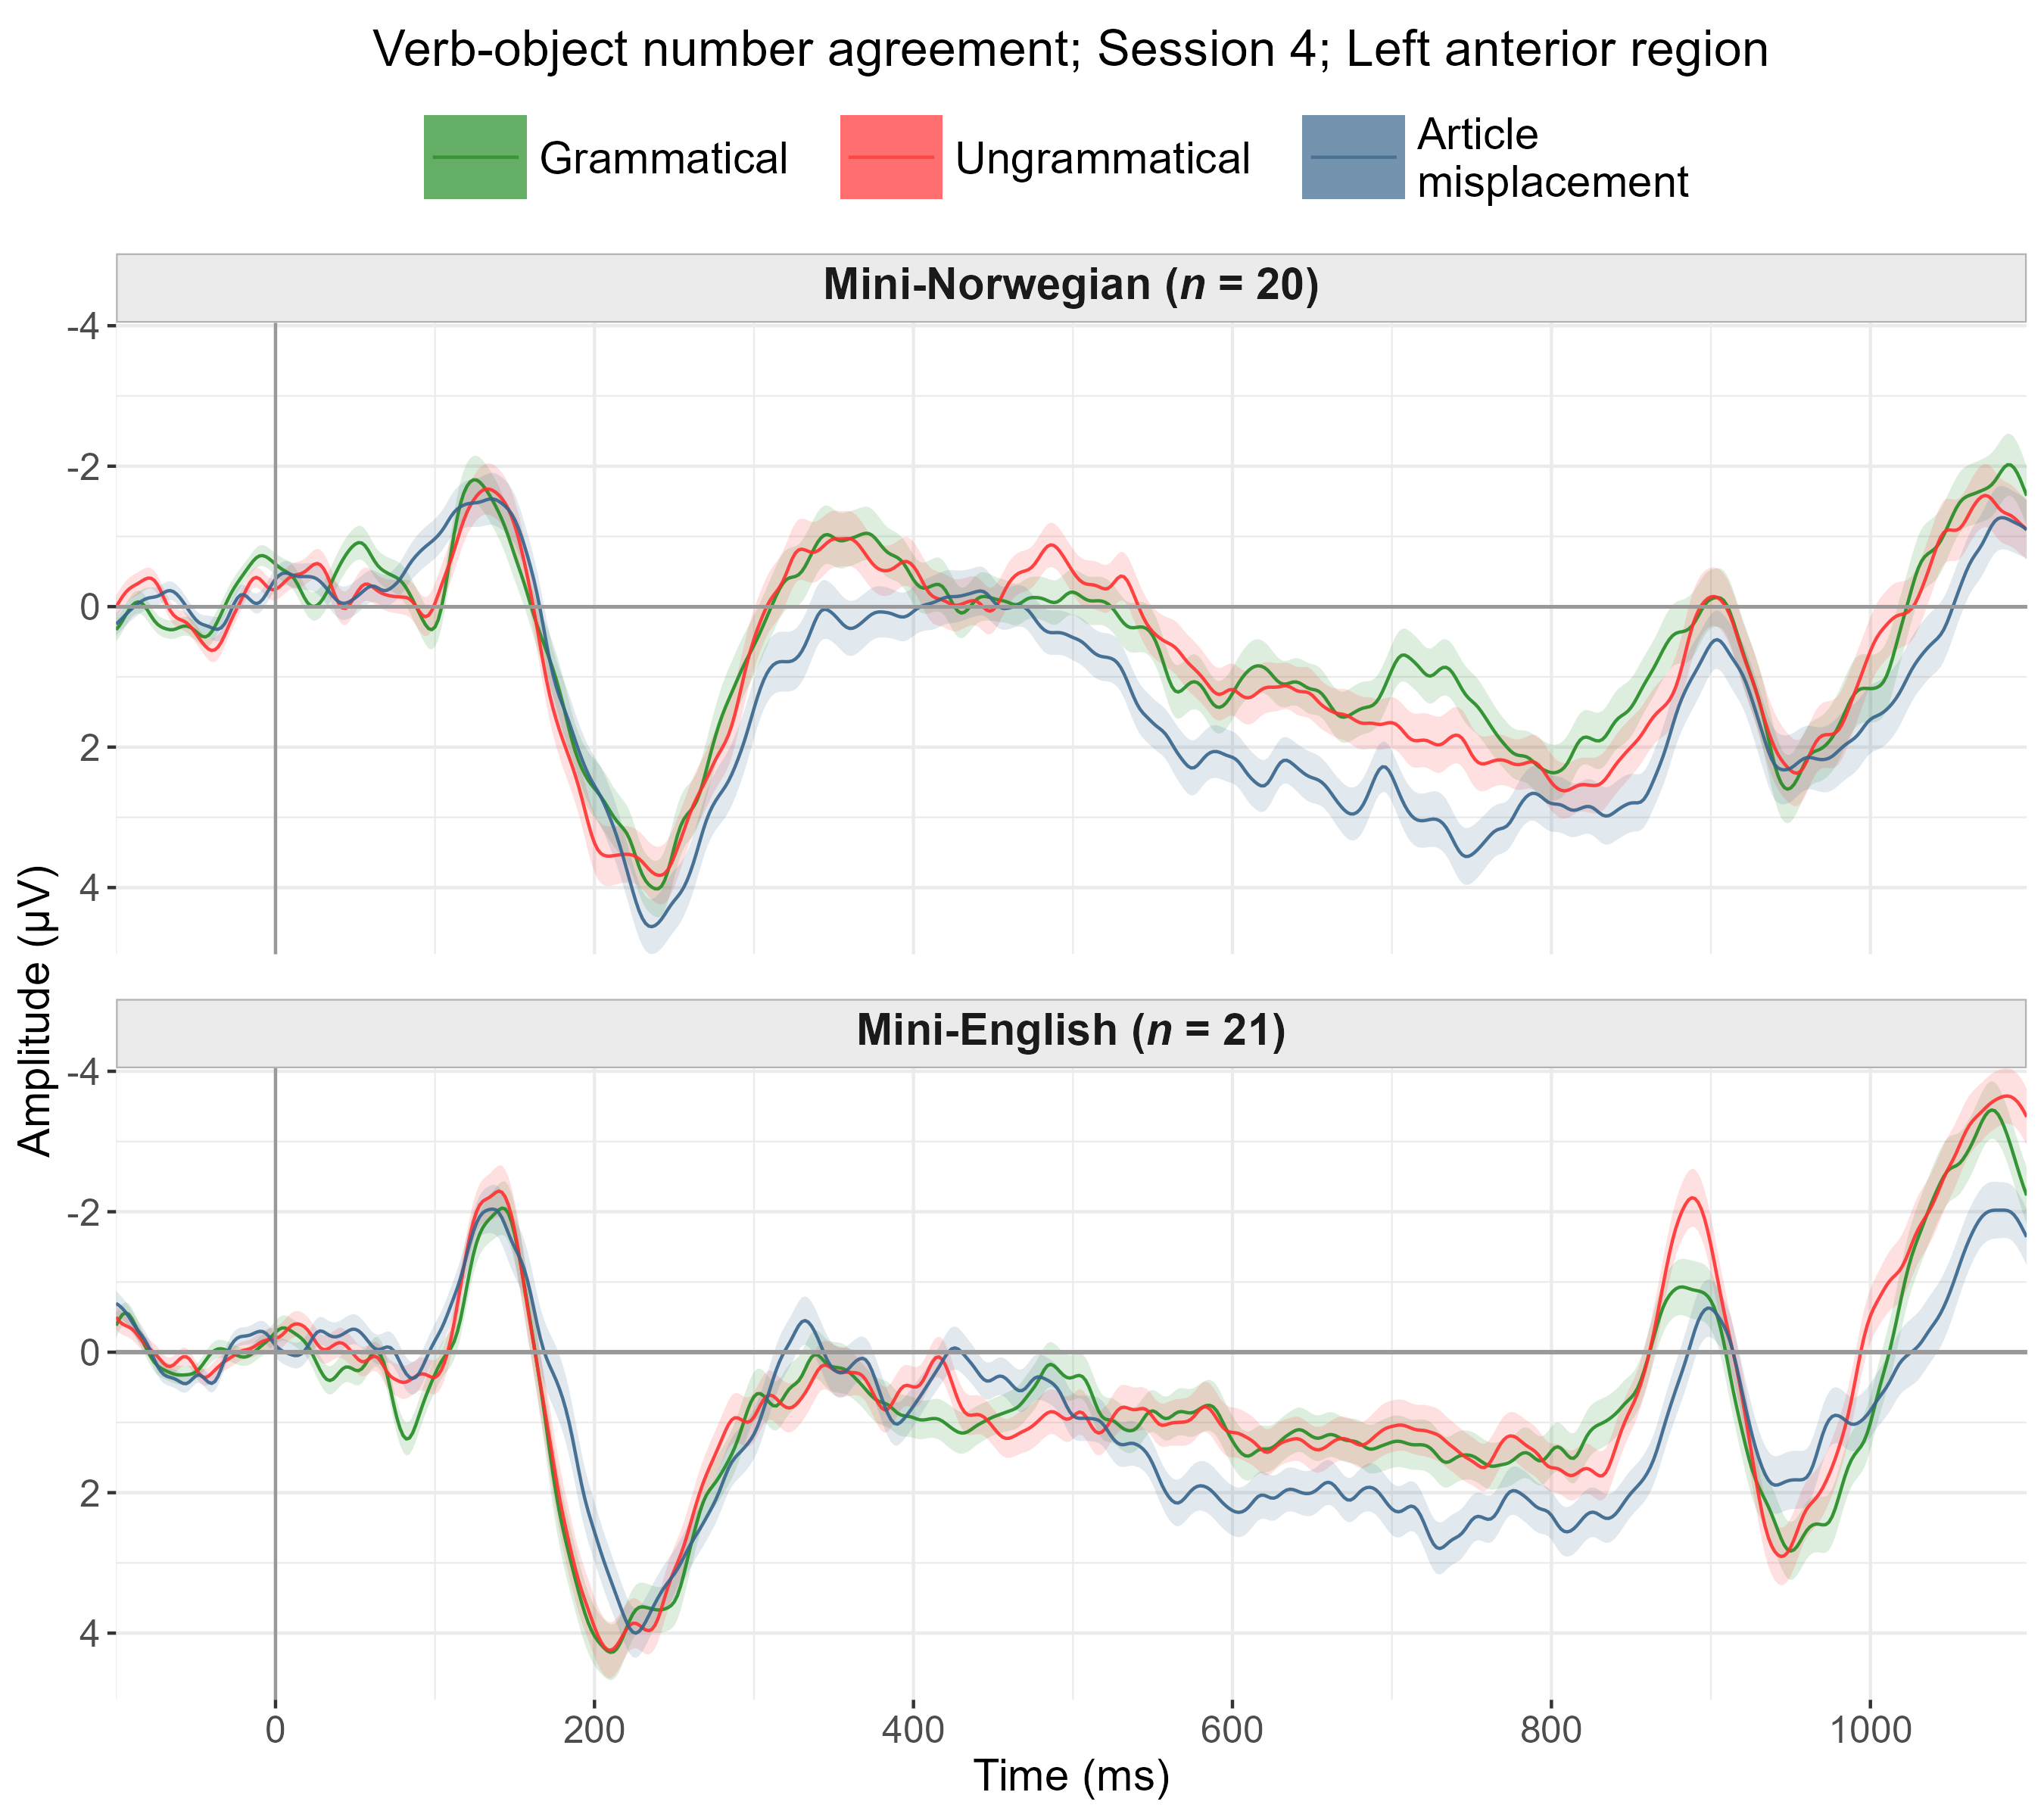 Verb-object number agreement; Session 4; Left anterior region
Grammatical
Ungrammatical
Article
misplacement
Mini-Norwegian (n = 20)
-4
-2
0
2
4
Amplitude (µV)
Mini-English (n = 21)
-4
-2
0
2
4
0 200 400 600 800 1000
Time (ms)